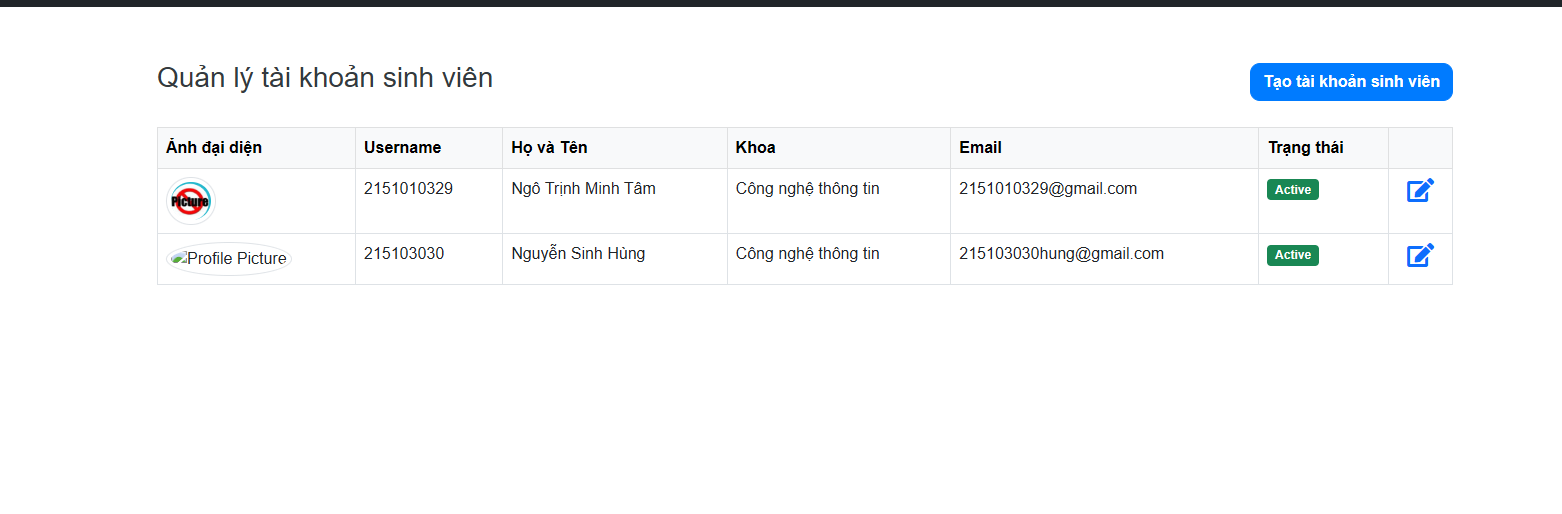 Quản lý tài khoản sinh viên
Tạo tài khoản sinh viên
Ảnh đại diện Username Họ và Tên Khoa Email Trạng thái
Picture 2151010329 Ngô Trịnh Minh Tâm Công nghệ thông tin 2151010329@gmail.com Active
Profile Picture 215103030 Nguyễn Sinh Hùng Công nghệ thông tin 215103030hung@gmail.com Active